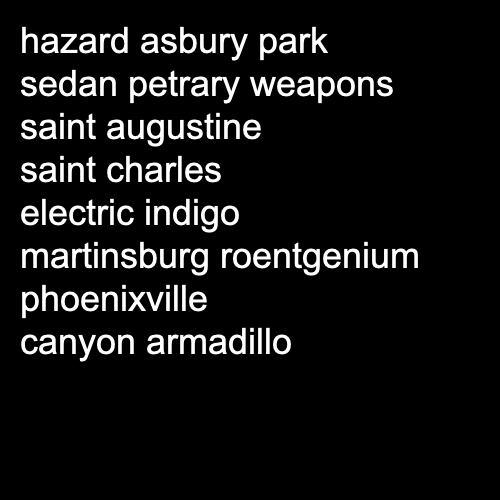 hazard asbury park
sedan petrary weapons
saint augustine
saint charles
electric indigo
martinsburg roentgenium
phoenixville
canyon armadillo